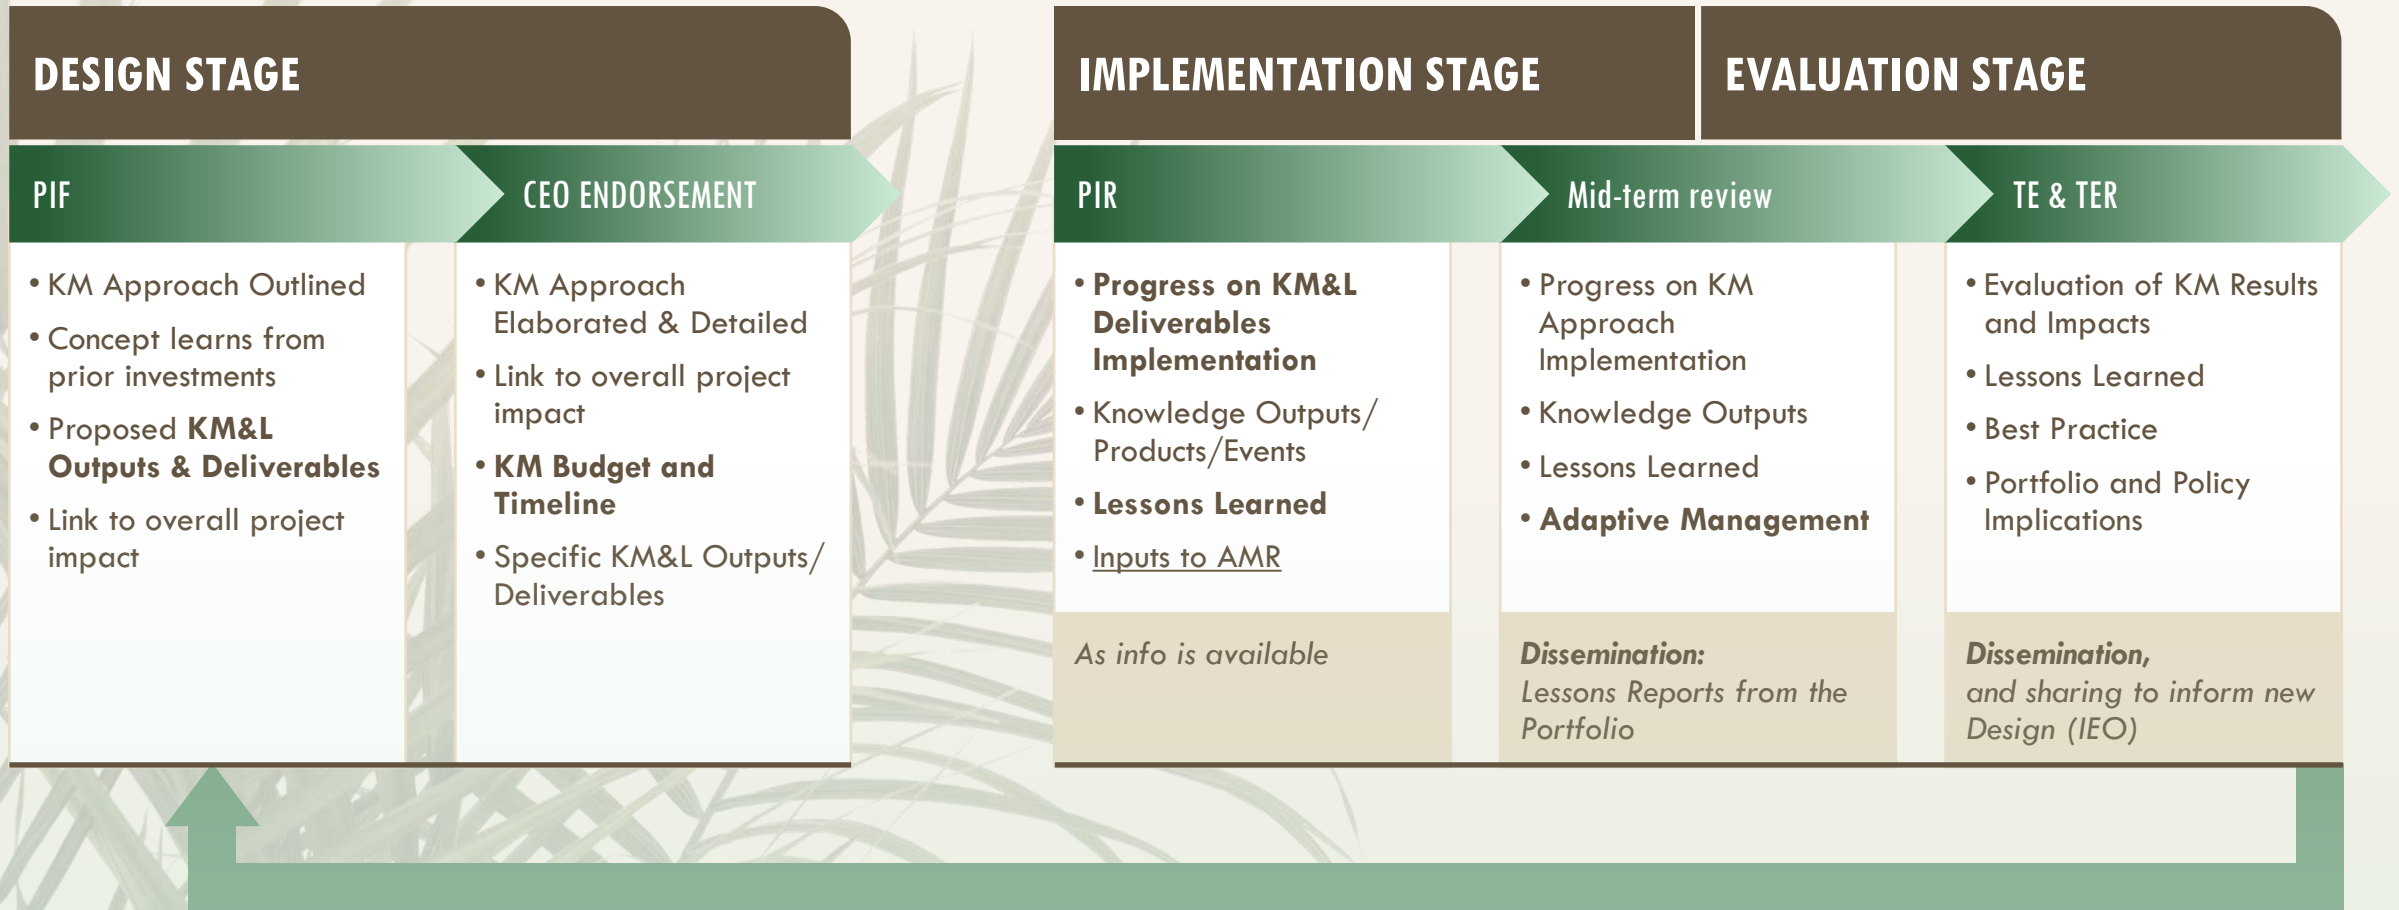 DESIGN STAGE
PIF
• KM Approach Outlined
• Concept learns from
prior investments
• Proposed KM&L
Outputs & Deliverables
• Link to overall project
impact
CEO ENDORSEMENT
• KM Approach
Elaborated & Detailed
• Link to overall project
impact
• KM Budget and
Timeline
• Specific KM&L Outputs/
Deliverables
IMPLEMENTATION STAGE
EVALUATION STAGE
PIR
• Progress on KM&L
Deliverables
Implementation
• Knowledge Outputs/
Products/Events
• Lessons Learned
• Inputs to AMR
As info is available
Mid-term review
• Progress on KM
Approach
Implementation
• Knowledge Outputs
• Lessons Learned
• Adaptive Management
Dissemination:
Lessons Reports from the
Portfolio
TE & TER
• Evaluation of KM Results
and Impacts
• Lessons Learned
• Best Practice
• Portfolio and Policy
Implications
Dissemination,
and sharing to inform new
Design (IEO)